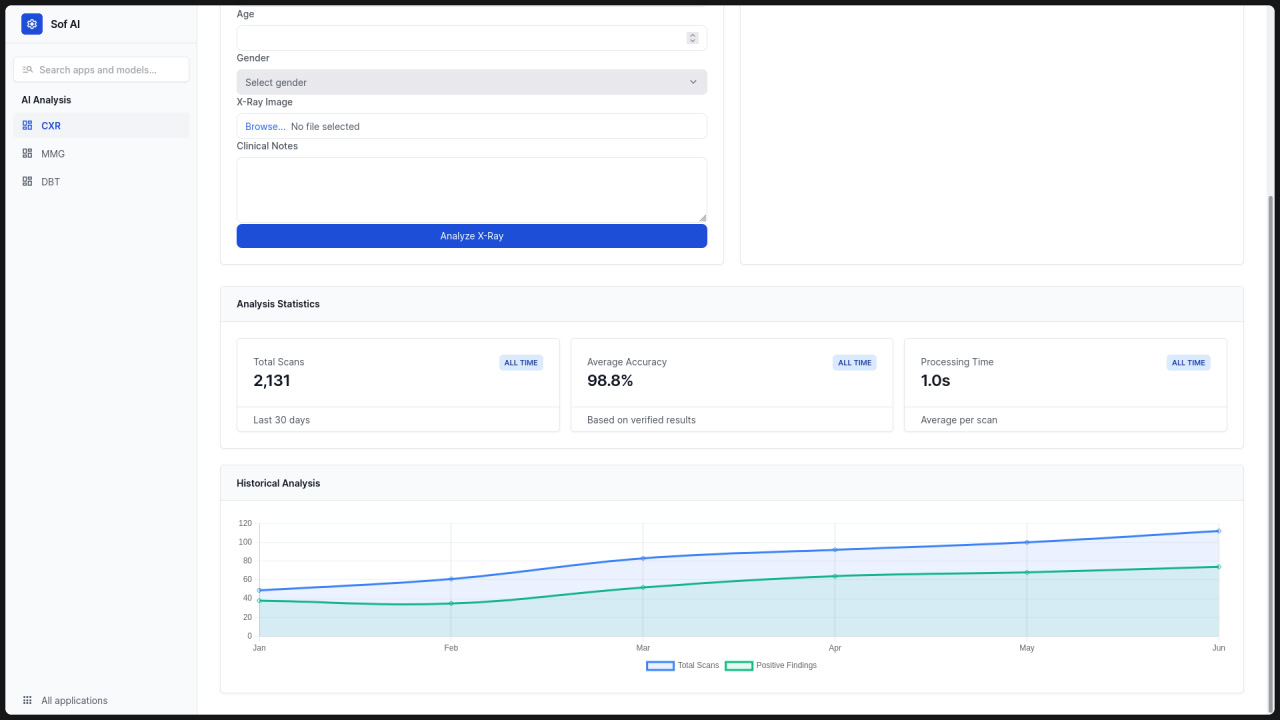 Sof AI
Search apps and models...
AI Analysis
CXR
MMG
DBT
All applications
Age
Gender
Select gender
X-Ray Image
Browse... No file selected
Clinical Notes
Analyze X-Ray
Analysis Statistics
Total Scans
ALL TIME
2,131
Last 30 days
Average Accuracy
ALL TIME
98.8%
Based on verified results
Processing Time
ALL TIME
1.0s
Average per scan
Historical Analysis
120
100
80
60
40
20
0
Jan Feb Mar Apr May Jun
Total Scans Positive Findings